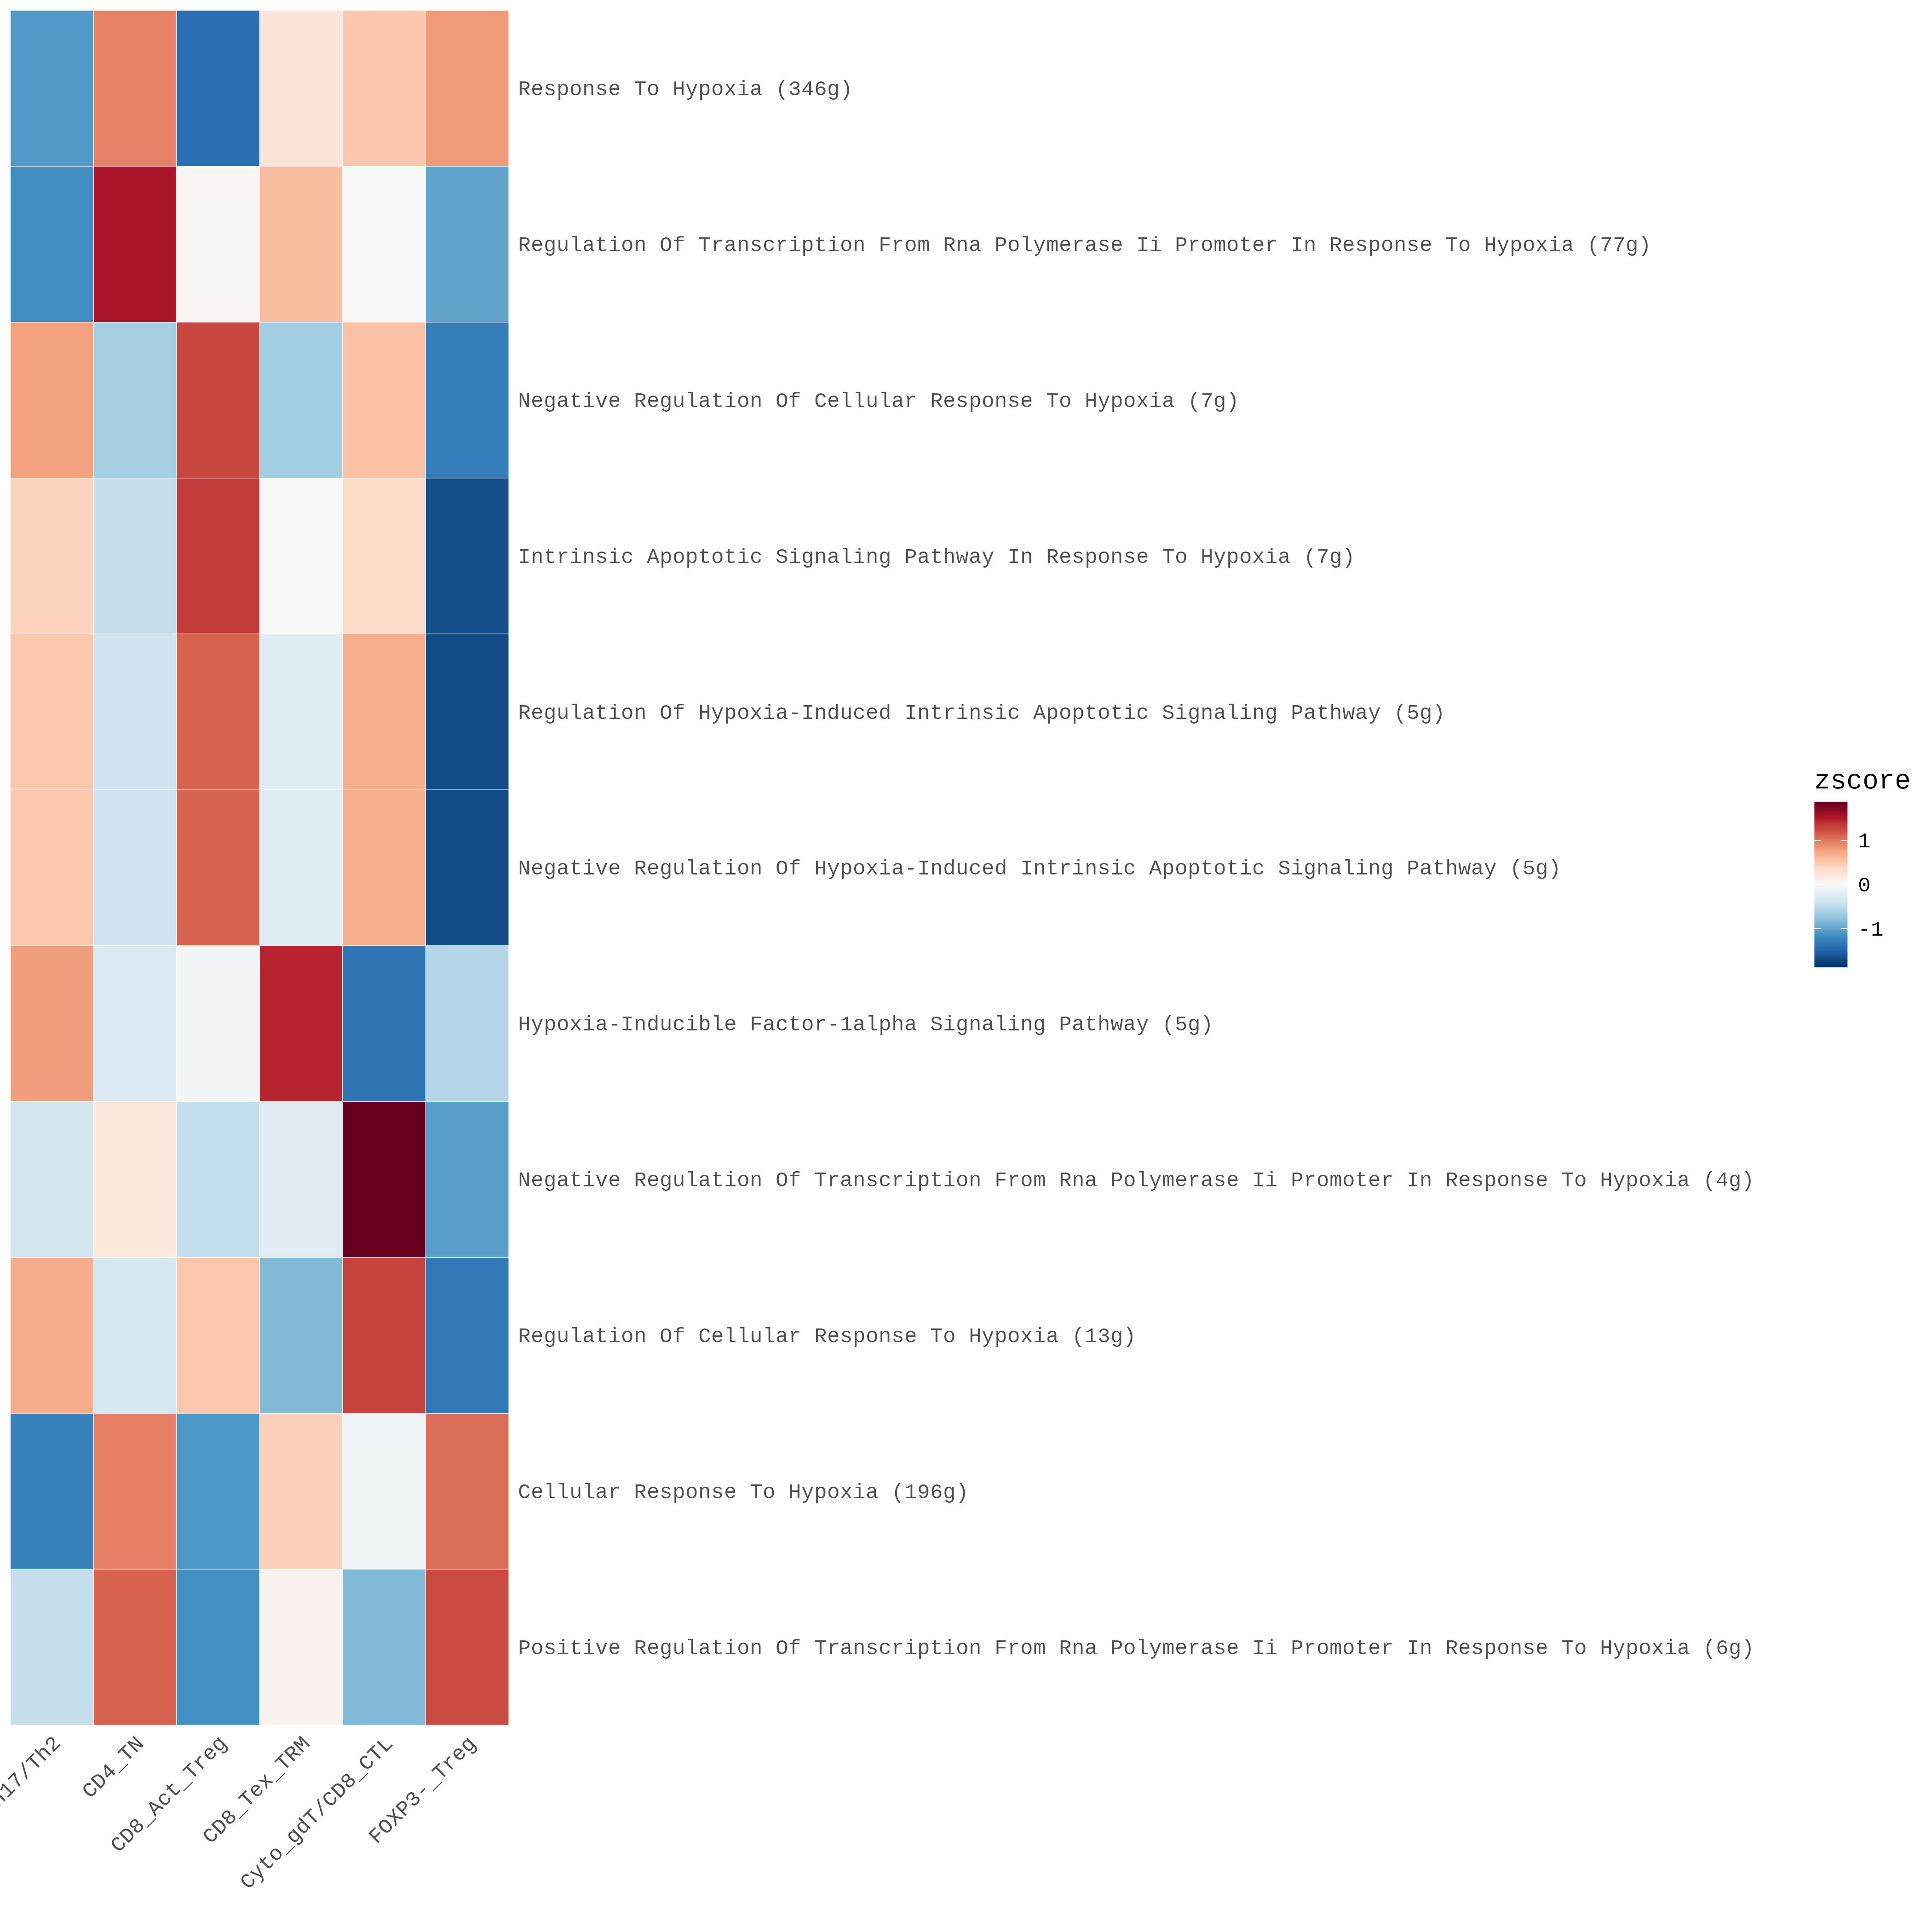 Response To Hypoxia (346g)
Regulation Of Transcription From Rna Polymerase Ii Promoter In Response To Hypoxia (77g)
Negative Regulation Of Cellular Response To Hypoxia (7g)
Intrinsic Apoptotic Signaling Pathway In Response To Hypoxia (7g)
Regulation Of Hypoxia-Induced Intrinsic Apoptotic Signaling Pathway (5g)
Negative Regulation Of Hypoxia-Induced Intrinsic Apoptotic Signaling Pathway (5g)
Hypoxia-Inducible Factor-1alpha Signaling Pathway (5g)
Negative Regulation Of Transcription From Rna Polymerase Ii Promoter In Response To Hypoxia (4g)
Regulation Of Cellular Response To Hypoxia (13g)
Cellular Response To Hypoxia (196g)
Positive Regulation Of Transcription From Rna Polymerase Ii Promoter In Response To Hypoxia (6g)
zscore
1
0
-1
17/Th2
CD4_TN
CD8_Act_Treg
CD8_Tex_TRM
Cyto_gdT/CD8_CTL
FOXP3-_Treg